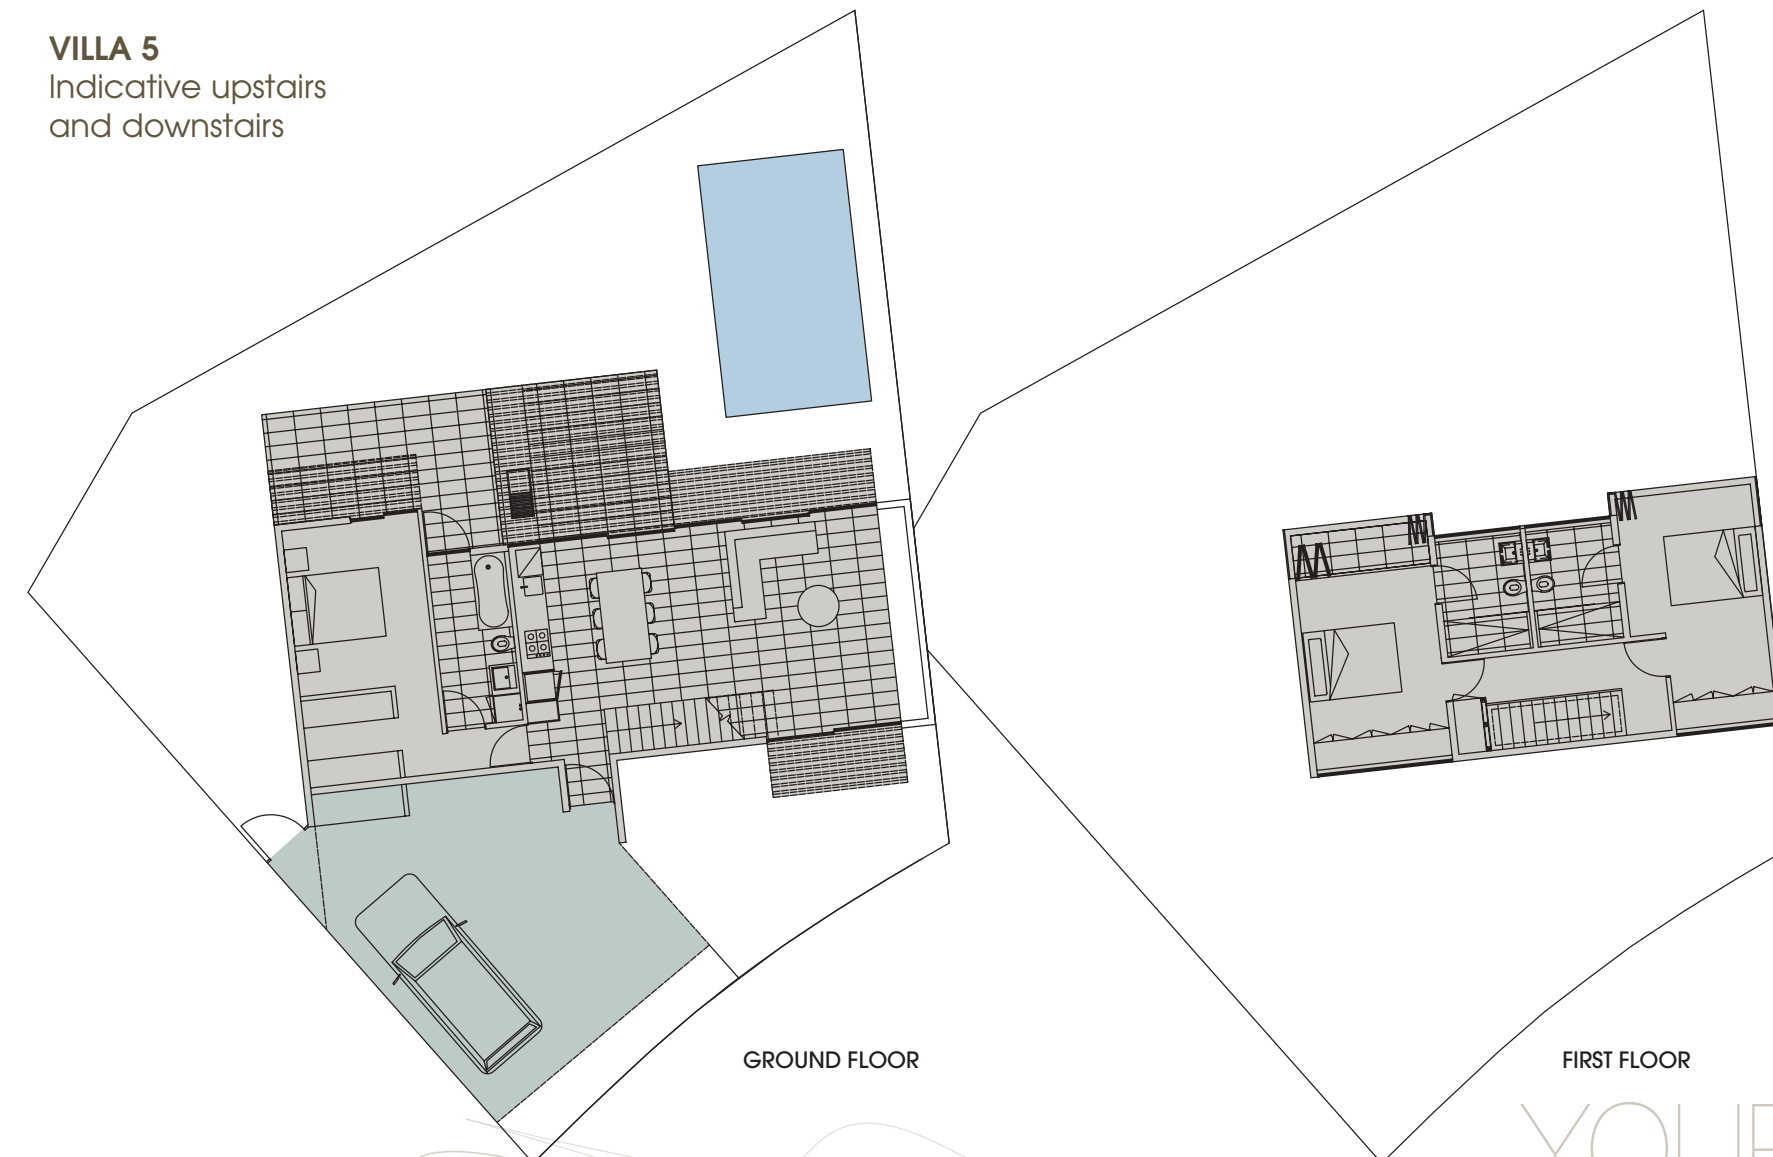 VILLA 5
Indicative upstairs
and downstairs
GROUND FLOOR
FIRST FLOOR